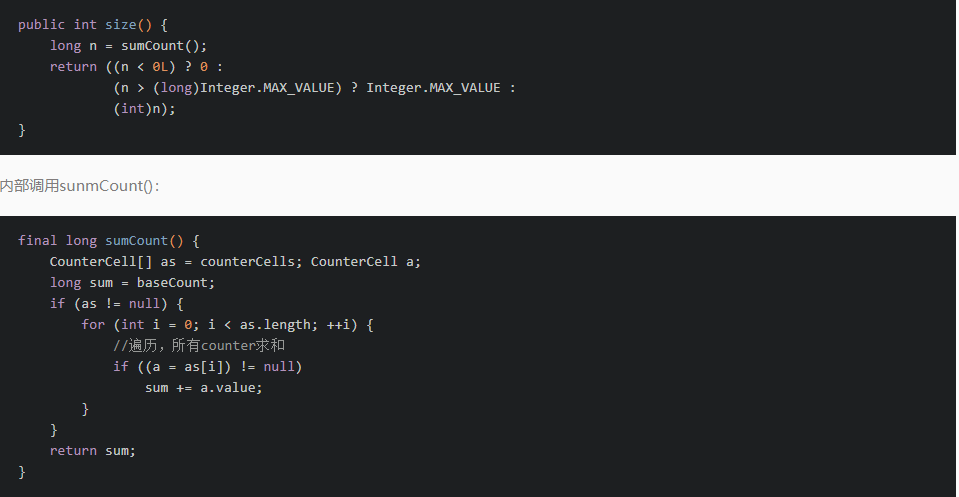 public int size() {
    long n = sumCount();
    return ((n < 0L) ? 0 :
            (n > (long)Integer.MAX_VALUE) ? Integer.MAX_VALUE :
            (int)n);
}
内部调用sunmCount()：
final long sumCount() {
    CounterCell[] as = counterCells; CounterCell a;
    long sum = baseCount;
    if (as != null) {
        for (int i = 0; i < as.length; ++i) {
            //遍历，所有counter求和
            if ((a = as[i]) != null)
                sum += a.value;
        }
    }
    return sum;
}